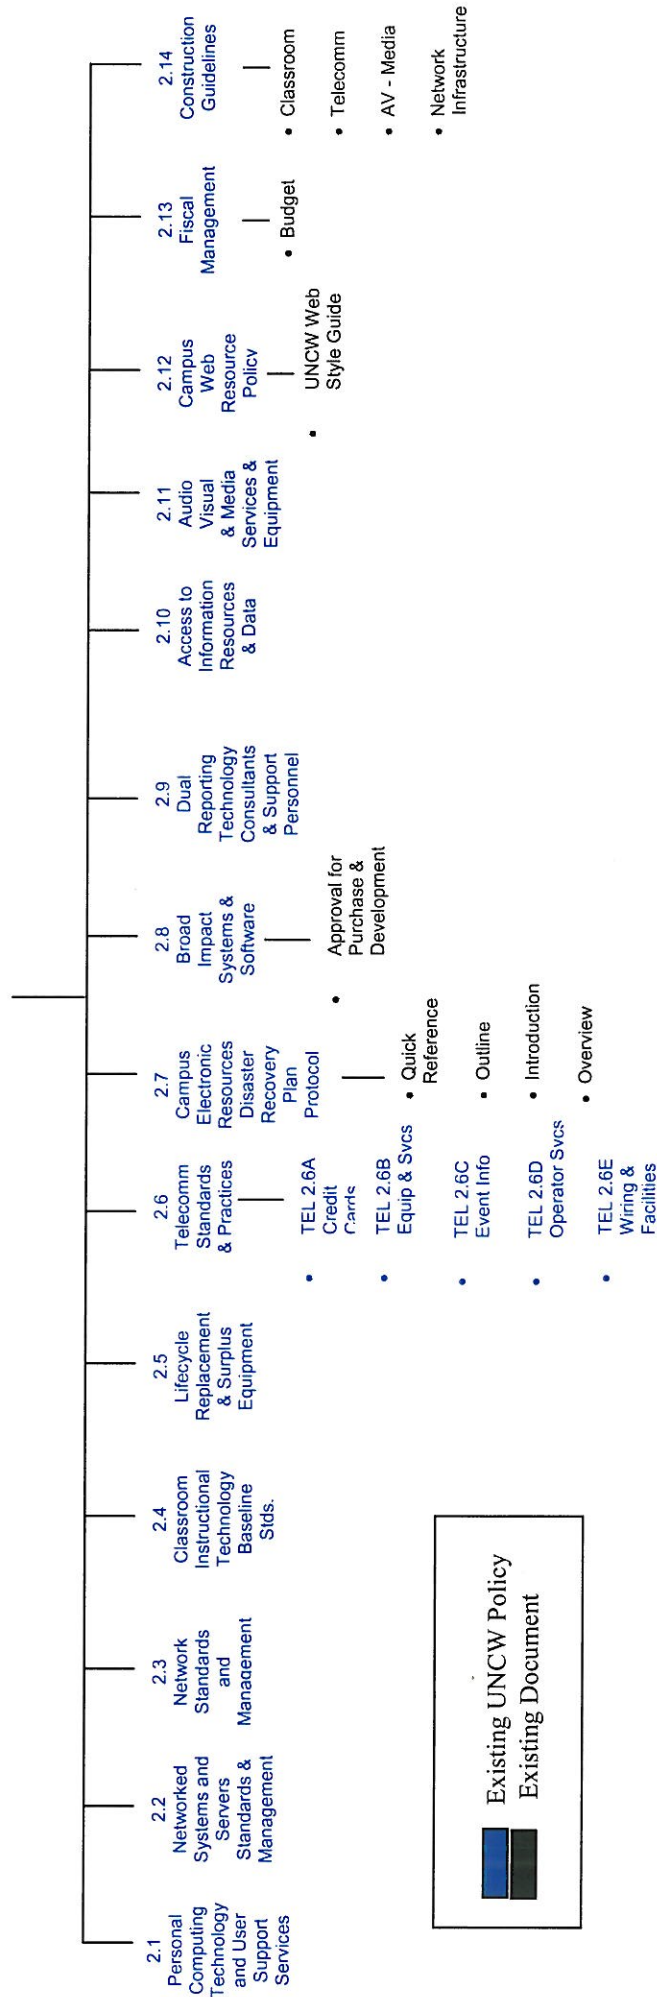 2.1
Personal
Computing
Technology
and User
Support
Services
2.2
Networked
Systems and
Servers
Standards &
Management
2.3
Network
Standards
and
Management
2.4
Classroom
Instructional
Technology
Baseline
Stds.
2.5
Lifecycle
Replacement
& Surplus
Equipment
2.6
Telecomm
Standards
& Practices
• TEL 2.6A
Credit
Cards
• TEL 2.6B
Equip & Svcs
• TEL 2.6C
Event Info
• TEL 2.6D
Operator Svcs
• TEL 2.6E
Wiring &
Facilities
2.7
Campus
Electronic
Resources
Disaster
Recovery
Plan
Protocol
• Quick
Reference
• Outline
• Introduction
• Overview
2.8
Broad
Impact
Systems &
Software
• Approval for
Purchase &
Development
2.9
Dual
Reporting
Technology
Consultants
& Support
Personnel
2.10
Access to
Information
Resources
& Data
2.11
Audio
Visual
& Media
Services &
Equipment
2.12
Campus
Web
Resource
Policy
• UNCW Web
Style Guide
2.13
Fiscal
Management
• Budget
2.14
Construction
Guidelines
• Classroom
• Telecomm
• AV - Media
• Network
Infrastructure
Existing UNCW Policy
Existing Document